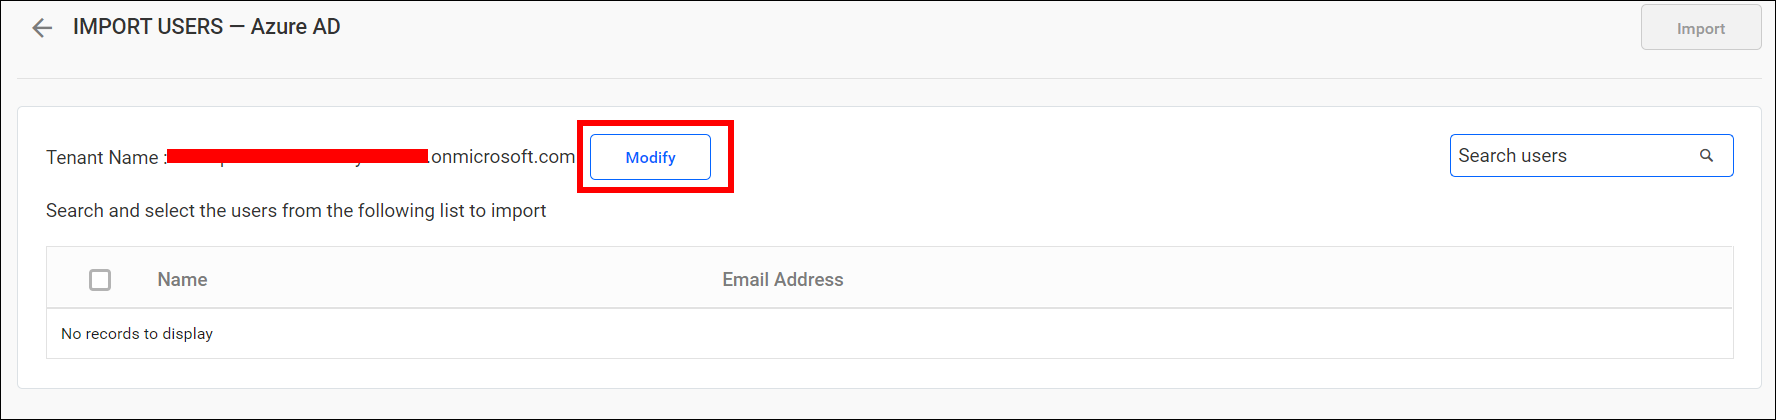 IMPORT USERS — Azure AD
Import
Tenant Name : .onmicrosoft.com
Modify
Search users
Search and select the users from the following list to import
Name
Email Address
No records to display